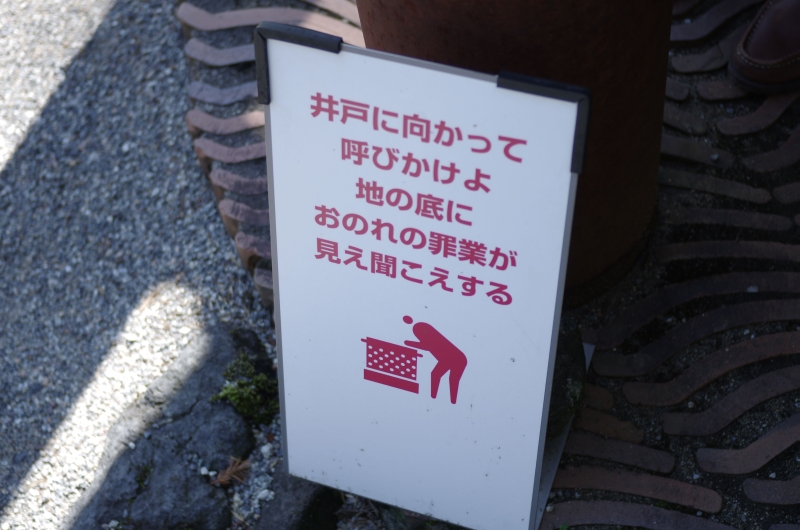 井戸に向かって
呼びかけよ
地の底に
おのれの罪業が
見え聞こえする